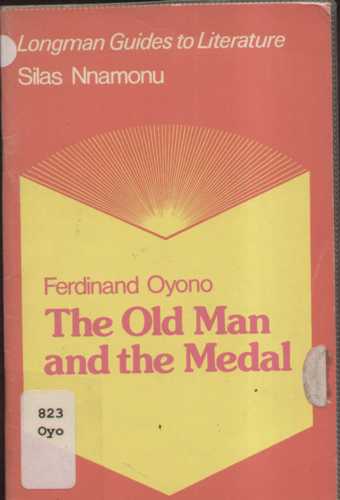 Longman Guides to Literature
Silas Nnamonu
Ferdinand Oyono
The Old Man
and the Medal
823
Oyo